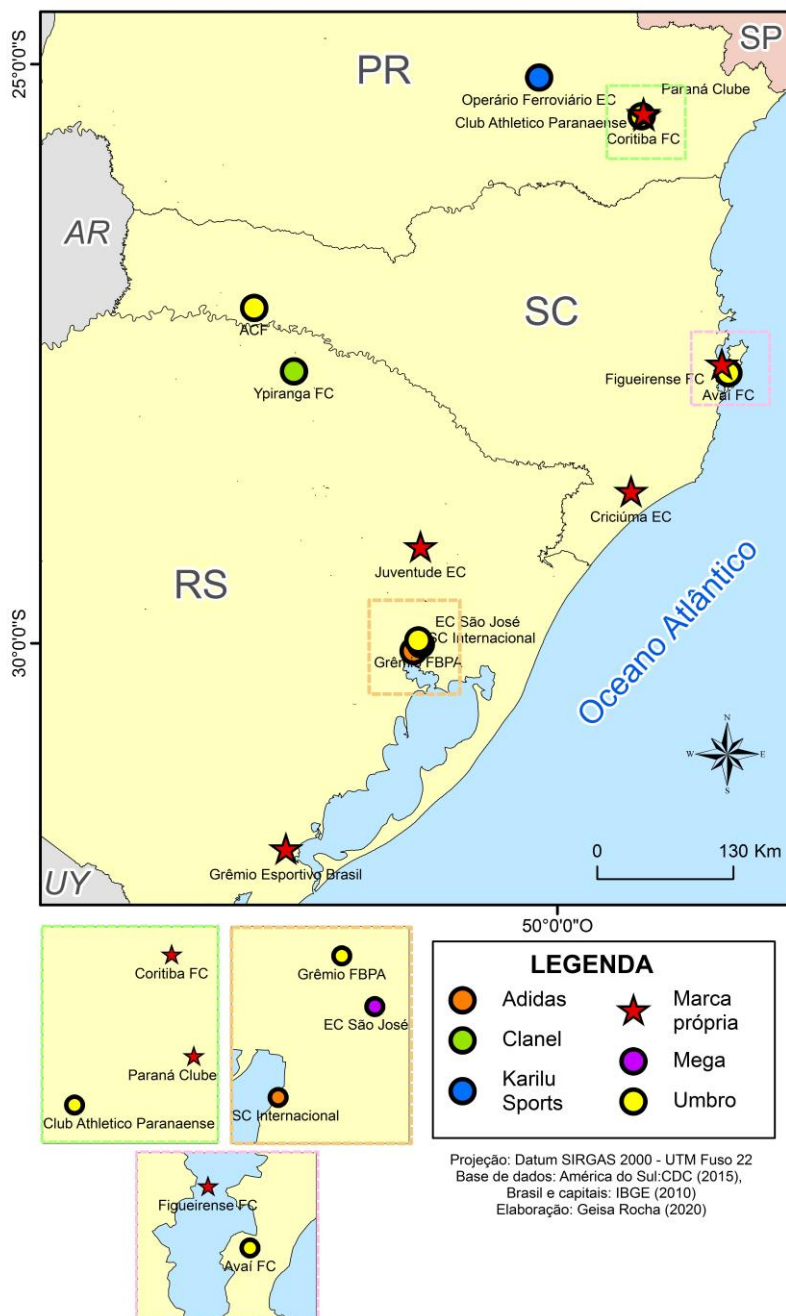 SP
25°0'0"S
PR
Operário Ferroviário EC
Paraná Clube
Club Athletico Paranaense
Coritiba FC
AR
SC
ACF
Ypiranga FC
Figueirense FC
Avaí FC
Criciúma EC
Juventude EC
RS
EC São José
SC Internacional
Grêmio FBPA
30°0'0"S
Oceano Atlântico
N
W
E
S
0
130 Km
Grêmio Esportivo Brasil
UY
50°0'0"O
Coritiba FC
Paraná Clube
Club Athletico Paranaense
Grêmio FBPA
EC São José
SC Internacional
Figueirense FC
Avaí FC
LEGENDA
Adidas
Clanel
Karilu
Sports
Marca
própria
Mega
Umbro
Projeção: Datum SIRGAS 2000 - UTM Fuso 22
Base de dados: América do Sul:CDC (2015),
Brasil e capitais: IBGE (2010)
Elaboração: Geisa Rocha (2020)